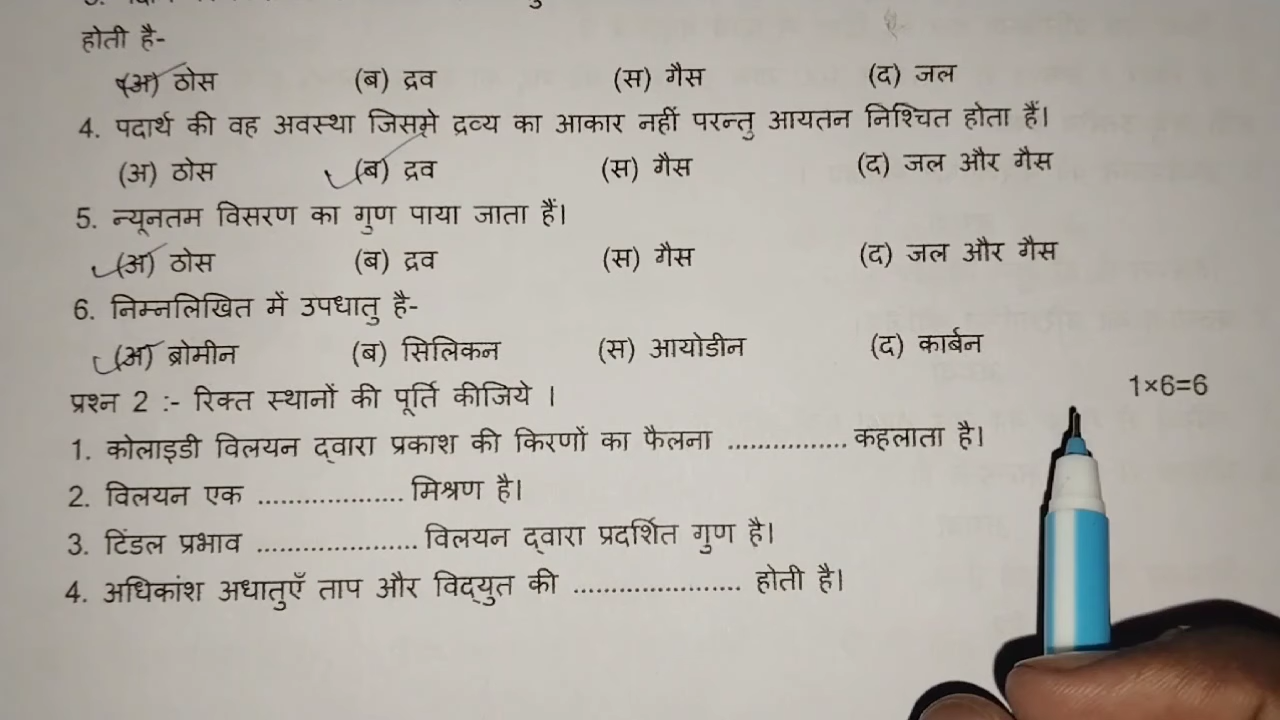 होती है-
(अ) ठोस (ब) द्रव (स) गैस (द) जल
4. पदार्थ की वह अवस्था जिसमे द्रव्य का आकार नहीं परन्तु आयतन निश्चित होता हैं।
(अ) ठोस (ब) द्रव (स) गैस (द) जल और गैस
5. न्यूनतम विसरण का गुण पाया जाता हैं।
(अ) ठोस (ब) द्रव (स) गैस (द) जल और गैस
6. निम्नलिखित में उपधातु है-
(अ) ब्रोमीन (ब) सिलिकन (स) आयोडीन (द) कार्बन
प्रश्न 2 :- रिक्त स्थानों की पूर्ति कीजिये । 1×6=6
1. कोलाइडी विलयन द्वारा प्रकाश की किरणों का फैलना ................ कहलाता है।
2. विलयन एक ................... मिश्रण है।
3. टिंडल प्रभाव ..................... विलयन द्वारा प्रदर्शित गुण है।
4. अधिकांश अधातुएँ ताप और विद्युत की ...................... होती है।